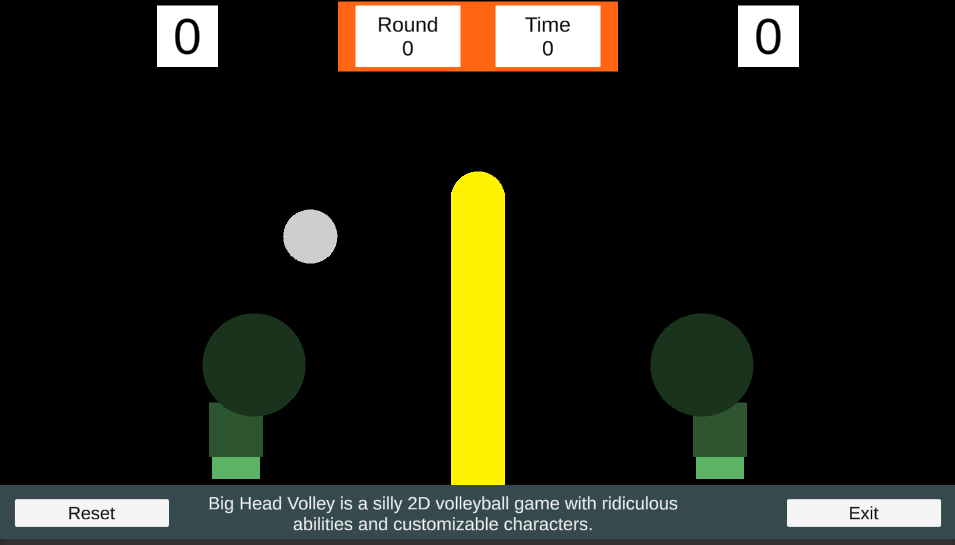 0
Round
0
Time
0
0
Reset
Big Head Volley is a silly 2D volleyball game with ridiculous
abilities and customizable characters.
Exit